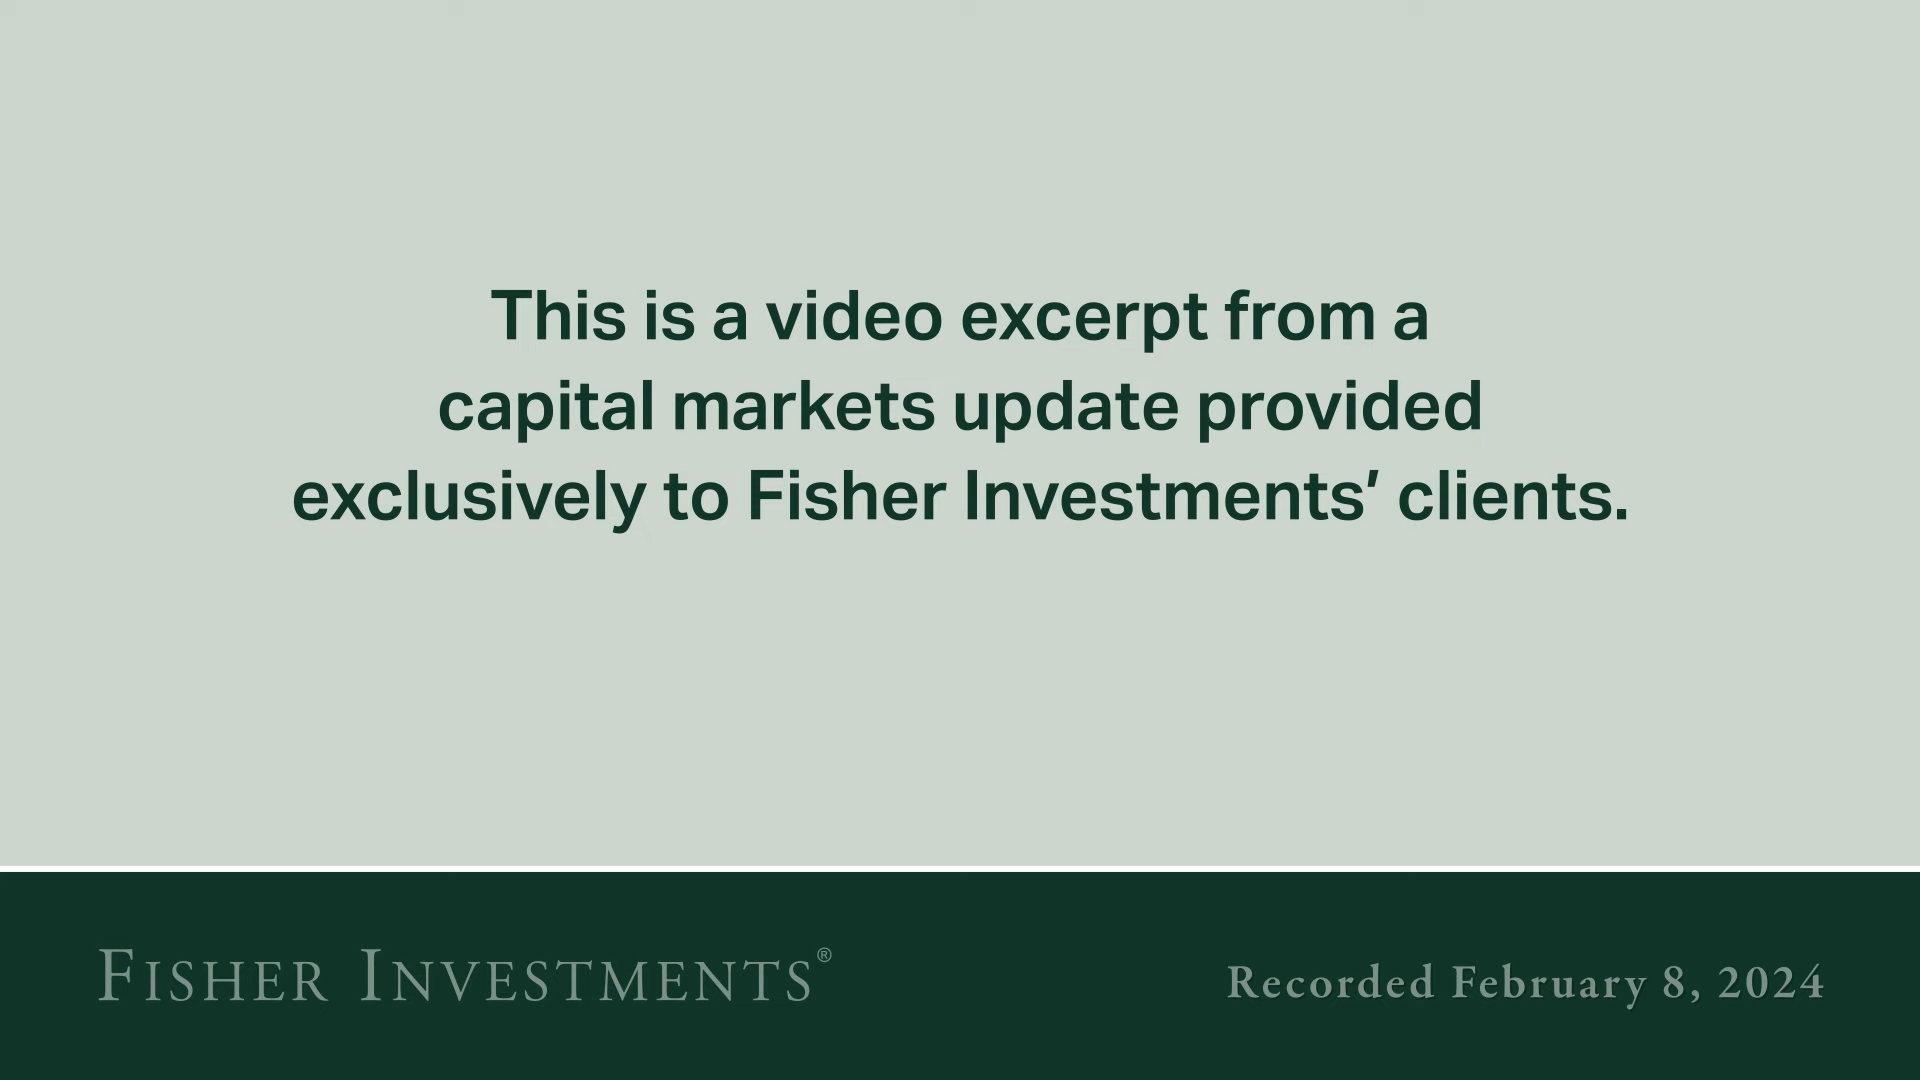 This is a video excerpt from a
capital markets update provided
exclusively to Fisher Investments’ clients.
FISHER INVESTMENTS®
Recorded February 8, 2024